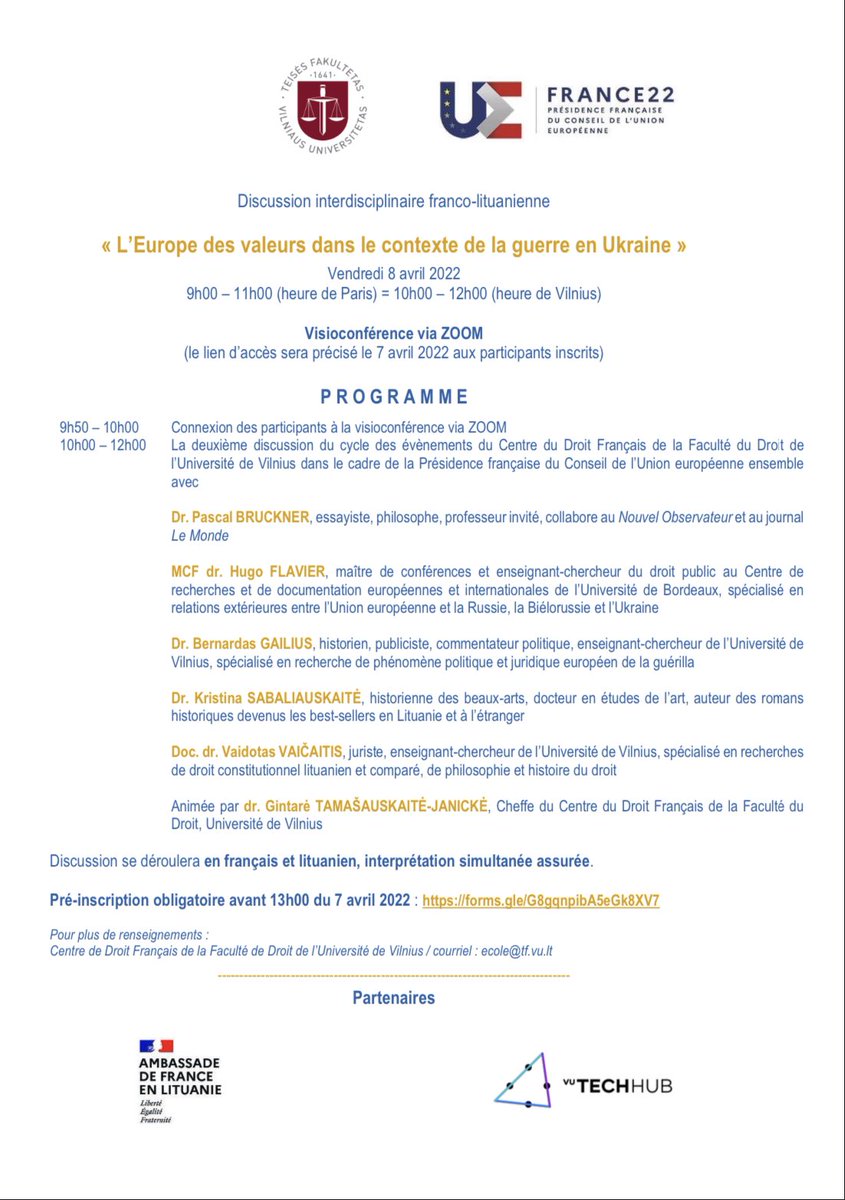 TEISĖS FAKULTETAS
·1641·
VILNIAUS UNIVERSITETAS
UE
FRANCE22
PRÉSIDENCE FRANÇAISE
DU CONSEIL DE L'UNION
EUROPÉENNE
Discussion interdisciplinaire franco-lituanienne
« L'Europe des valeurs dans le contexte de la guerre en Ukraine »
Vendredi 8 avril 2022
9h00 – 11h00 (heure de Paris) = 10h00 – 12h00 (heure de Vilnius)
Visioconférence via ZOOM
(le lien d'accès sera précisé le 7 avril 2022 aux participants inscrits)
PROGRAMME
9h50 – 10h00 Connexion des participants à la visioconférence via ZOOM
10h00 – 12h00 La deuxième discussion du cycle des évènements du Centre du Droit Français de la Faculté du Droit de
l'Université de Vilnius dans le cadre de la Présidence française du Conseil de l'Union européenne ensemble
avec
Dr. Pascal BRUCKNER, essayiste, philosophe, professeur invité, collabore au Nouvel Observateur et au journal
Le Monde
MCF dr. Hugo FLAVIER, maître de conférences et enseignant-chercheur du droit public au Centre de
recherches et de documentation européennes et internationales de l'Université de Bordeaux, spécialisé en
relations extérieures entre l'Union européenne et la Russie, la Biélorussie et l'Ukraine
Dr. Bernardas GAILIUS, historien, publiciste, commentateur politique, enseignant-chercheur de l'Université de
Vilnius, spécialisé en recherche de phénomène politique et juridique européen de la guérilla
Dr. Kristina SABALIAUSKAITĖ, historienne des beaux-arts, docteur en études de l'art, auteur des romans
historiques devenus les best-sellers en Lituanie et à l'étranger
Doc. dr. Vaidotas VAIČAITIS, juriste, enseignant-chercheur de l'Université de Vilnius, spécialisé en recherches
de droit constitutionnel lituanien et comparé, de philosophie et histoire du droit
Animée par dr. Gintarė TAMAŠAUSKAITĖ-JANICKĖ, Cheffe du Centre du Droit Français de la Faculté du
Droit, Université de Vilnius
Discussion se déroulera en français et lituanien, interprétation simultanée assurée.
Pré-inscription obligatoire avant 13h00 du 7 avril 2022 : https://forms.gle/G8gqnpibA5eGk8XV7
Pour plus de renseignements :
Centre de Droit Français de la Faculté de Droit de l'Université de Vilnius / courriel : ecole@tf.vu.lt
Partenaires
AMBASSADE
DE FRANCE
EN LITUANIE
Liberté
Égalité
Fraternité
VU TECHHUB